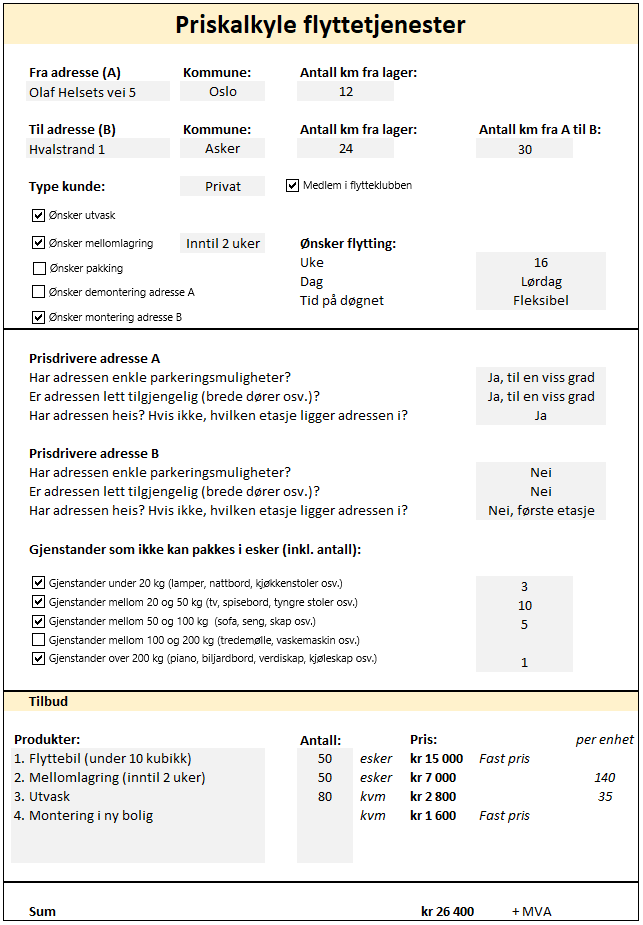 Priskalkyle flyttetjenester
Fra adresse (A) Kommune: Antall km fra lager:
Olaf Helsets vei 5 Oslo 12
Til adresse (B) Kommune: Antall km fra lager: Antall km fra A til B:
Hvalstrand 1 Asker 24 30
Type kunde: Privat Medlem i flytteklubben
Ønsker utvask
Ønsker mellomlagring Inntil 2 uker Ønsker flytting:
Uke 16
Ønsker pakking
Dag Lørdag
Ønsker demontering adresse A
Tid på døgnet Fleksibel
Ønsker montering adresse B
Prisdrivere adresse A
Har adressen enkle parkeringsmuligheter? Ja, til en viss grad
Er adressen lett tilgjengelig (brede dører osv.)? Ja, til en viss grad
Har adressen heis? Hvis ikke, hvilken etasje ligger adressen i? Ja
Prisdrivere adresse B
Har adressen enkle parkeringsmuligheter? Nei
Er adressen lett tilgjengelig (brede dører osv.)? Nei
Har adressen heis? Hvis ikke, hvilken etasje ligger adressen i? Nei, første etasje
Gjenstander som ikke kan pakkes i esker (inkl. antall):
Gjenstander under 20 kg (lamper, nattbord, kjøkkenstoler osv.) 3
Gjenstander mellom 20 og 50 kg (tv, spisebord, tyngre stoler osv.) 10
Gjenstander mellom 50 og 100 kg (sofa, seng, skap osv.) 5
Gjenstander mellom 100 og 200 kg (tredemølle, vaskemaskin osv.)
Gjenstander over 200 kg (piano, biljardbord, verdiskap, kjøleskap osv.) 1
Tilbud
Produkter: Antall: Pris: per enhet
1. Flyttebil (under 10 kubikk) 50 esker kr 15 000 Fast pris
2. Mellomlagring (inntil 2 uker) 50 esker kr 7 000 140
3. Utvask 80 kvm kr 2 800 35
4. Montering i ny bolig kvm kr 1 600 Fast pris
Sum kr 26 400 + MVA